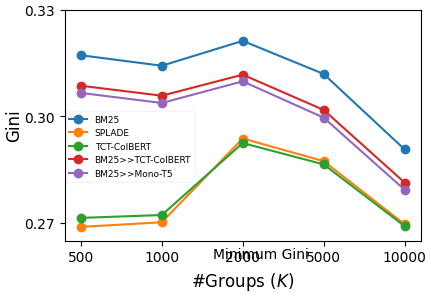 0.33
0.30
0.27
Gini
BM25
SPLADE
TCT-ColBERT
BM25>>TCT-ColBERT
BM25>>Mono-T5
500 1000 2000 5000 10000
Minimum Gini
#Groups (K)